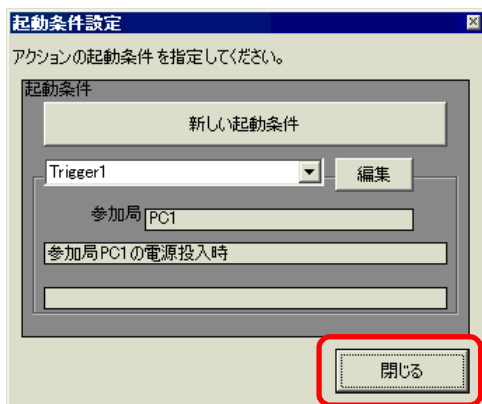 起動条件設定
アクションの起動条件 を指定してください。
起動条件
新しい起動条件
Trigger1
編集
参加局 PC1
参加局PC1の電源投入時
閉じる